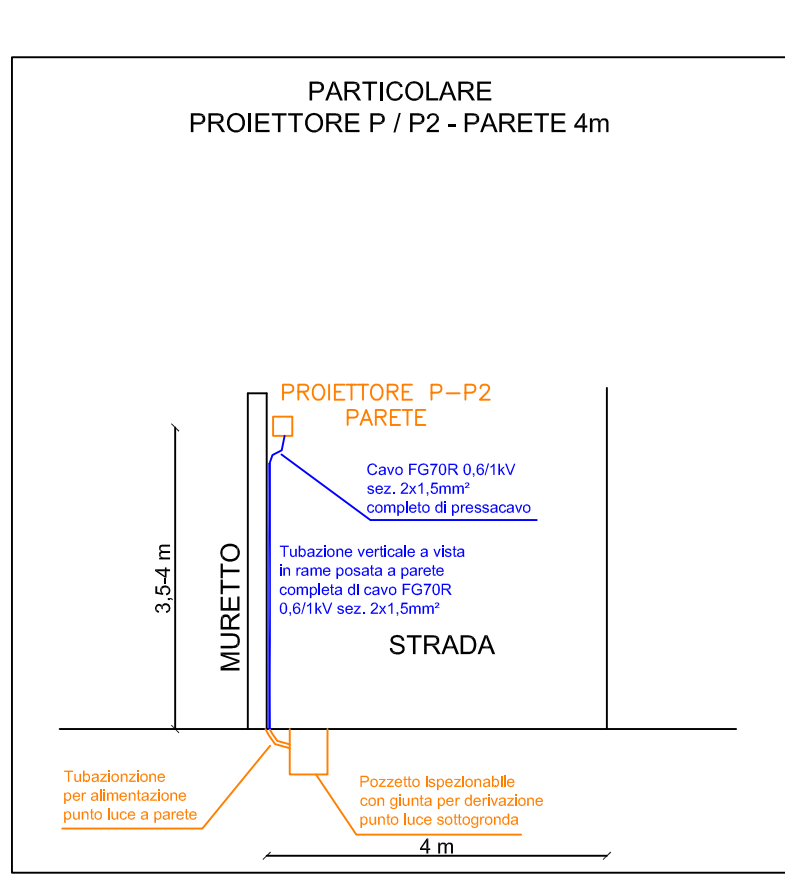 PARTICOLARE
PROIETTORE P / P2 - PARETE 4m
PROIETTORE P-P2
PARETE
Cavo FG70R 0,6/1kV
sez. 2x1,5mm²
completo di pressacavo
Tubazione verticale a vista
in rame posata a parete
completa di cavo FG70R
0,6/1kV sez. 2x1,5mm²
3,5-4 m
MURETTO
STRADA
Tubazionzione
per alimentazione
punto luce a parete
Pozzetto ispezionabile
con giunta per derivazione
punto luce sottogronda
4 m